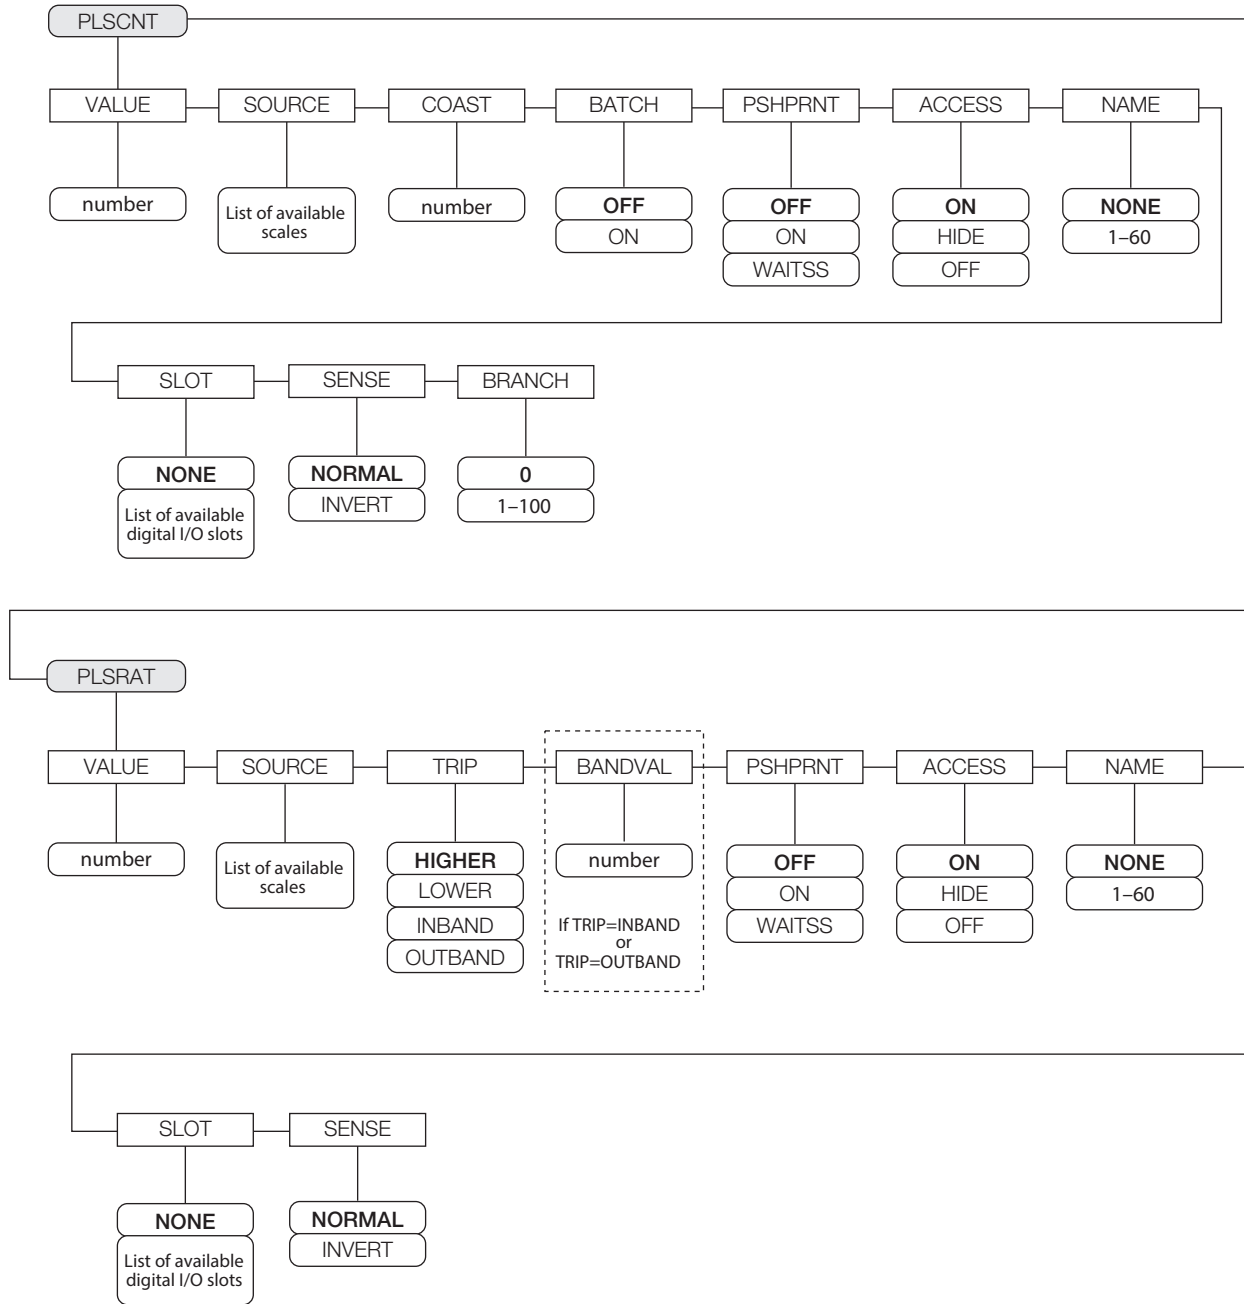 PLSCNT
VALUE
SOURCE
COAST
BATCH
PSHPRNT
ACCESS
NAME
number
List of available
scales
number
OFF
ON
OFF
ON
WAITSS
ON
HIDE
OFF
NONE
1–60
SLOT
SENSE
BRANCH
NONE
List of available
digital I/O slots
NORMAL
INVERT
0
1–100
PLSRAT
VALUE
SOURCE
TRIP
BANDVAL
PSHPRNT
ACCESS
NAME
number
List of available
scales
HIGHER
LOWER
INBAND
OUTBAND
number
If TRIP=INBAND
or
TRIP=OUTBAND
OFF
ON
WAITSS
ON
HIDE
OFF
NONE
1–60
SLOT
SENSE
NONE
List of available
digital I/O slots
NORMAL
INVERT